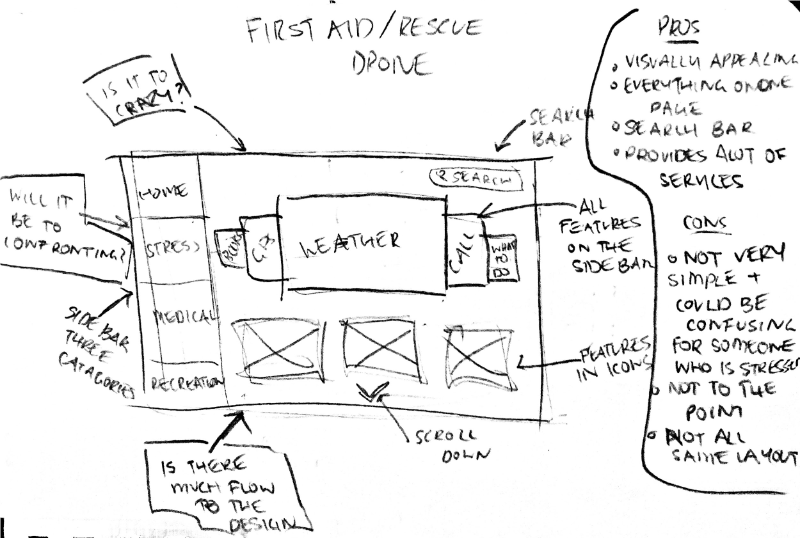 FIRST AID/RESCUE
DRONE
IS IT TO
CRAZY?
SEARCH
BAR
WILL IT
BE TO
CONFRONTING?
HOME
STRESS
MEDICAL
RECREATION
SEARCH
GPS
WEATHER
CALL
WHAT
TO
DO
ALL
FEATURES
ON THE
SIDE BAR
SIDE BAR
THREE
CATAGORIES
FEATURES
IN ICONS
SCROLL
DOWN
IS THERE
MUCH FLOW
TO THE
DESIGN
PROS
• VISUALLY APPEALING
• EVERYTHING ON ONE
PAGE
• SEARCH BAR
• PROVIDES ALOT OF
SERVICES
CONS
• NOT VERY
SIMPLE +
COULD BE
CONFUSING
FOR SOMEONE
WHO IS STRESSED
• NOT TO THE
POINT
• NOT ALL
SAME LAYOUT